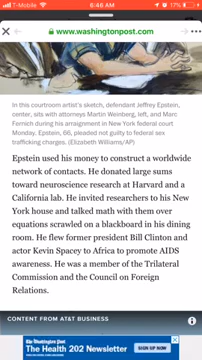 T-Mobile
6:46 AM
17%
www.washingtonpost.com
In this courtroom artist's sketch, defendant Jeffrey Epstein,
center, sits with attorneys Martin Weinberg, left, and Marc
Fornich during his arraignment in New York federal court
Monday. Epstein, 66, pleaded not guilty to federal sex
trafficking charges. (Elizabeth Williams/AP)
Epstein used his money to construct a worldwide
network of contacts. He donated large sums
toward neuroscience research at Harvard and a
California lab. He invited researchers to his New
York house and talked math with them over
equations scrawled on a blackboard in his dining
room. He flew former president Bill Clinton and
actor Kevin Spacey to Africa to promote AIDS
awareness. He was a member of the Trilateral
Commission and the Council on Foreign
Relations.
CONTENT FROM AT&T BUSINESS
The Health 202 Newsletter
SIGN UP NOW